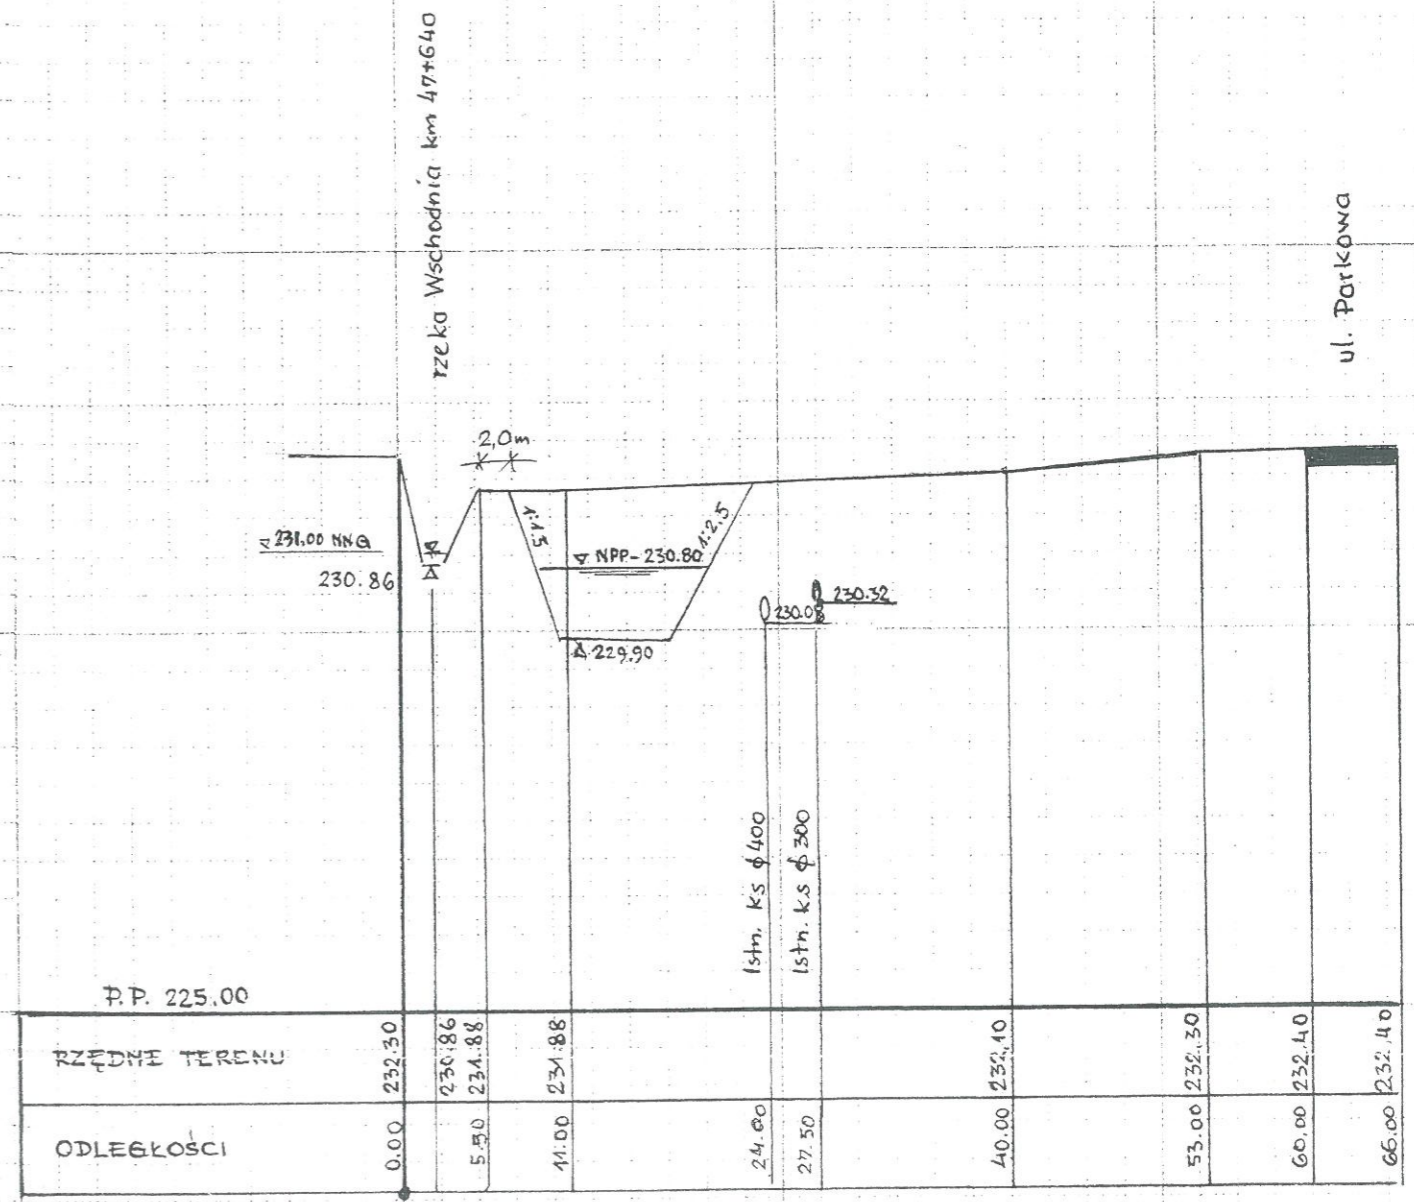 rzeka Wschodnia km 47+640
ul. Parkowa
2,0m
231.00 NNG
230.86
1:1,5
NPP-230.80
1:2,5
229.90
230.08
230.32
Istn. ks ϕ 400
Istn. ks ϕ 300
P.P. 225.00
RZĘDNE TERENU
232.30
230.86
231.88
231.88
232.10
232.30
232.40
232.40
ODLEGŁOŚCI
0.00
5.50
11.00
24.00
27.50
40.00
53.00
60.00
66.00